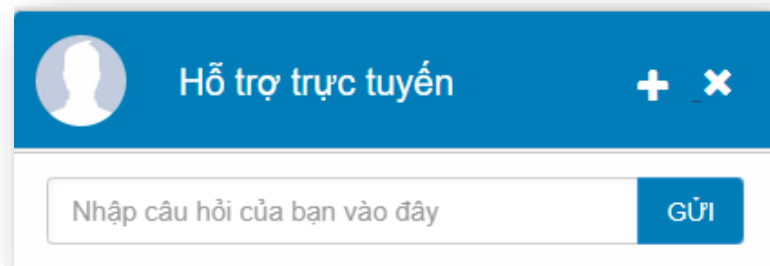 Hỗ trợ trực tuyến
Nhập câu hỏi của bạn vào đây
GỬI